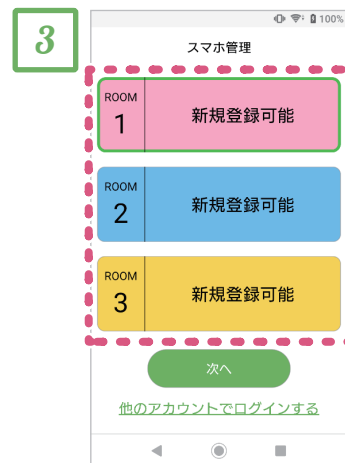 3
100%
スマホ管理
ROOM
1
新規登録可能
ROOM
2
新規登録可能
ROOM
3
新規登録可能
次へ
他のアカウントでログインする